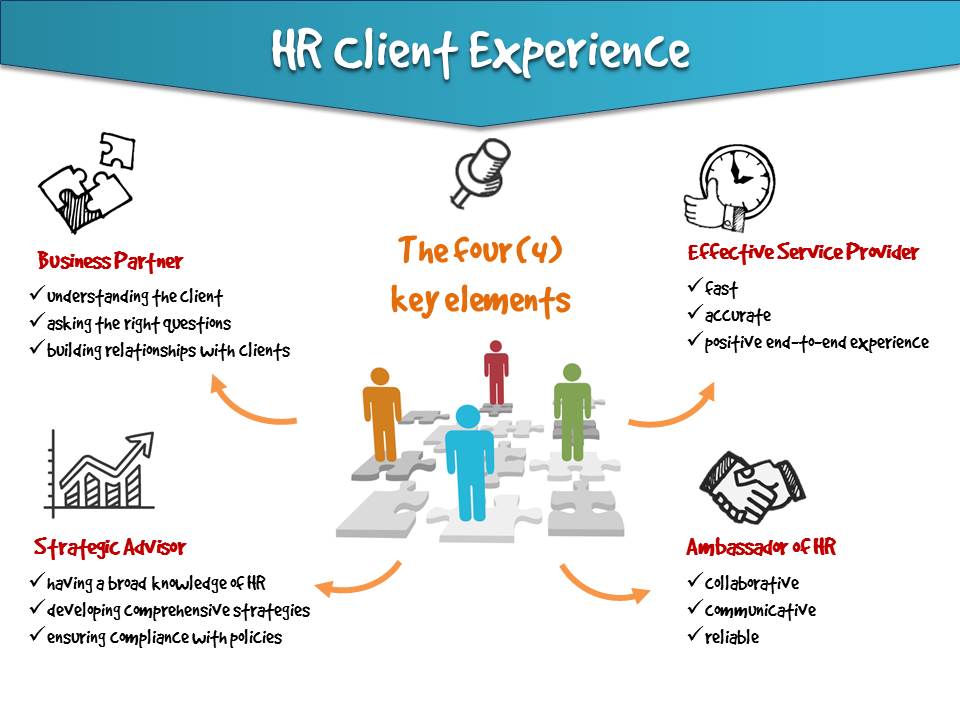 HR Client Experience
The four (4)
key elements
Business Partner
✓ understanding the client
✓ asking the right questions
✓ building relationships with clients
Effective Service Provider
✓ fast
✓ accurate
✓ positive end-to-end experience
Strategic Advisor
✓ having a broad knowledge of HR
✓ developing comprehensive strategies
✓ ensuring compliance with policies
Ambassador of HR
✓ collaborative
✓ communicative
✓ reliable